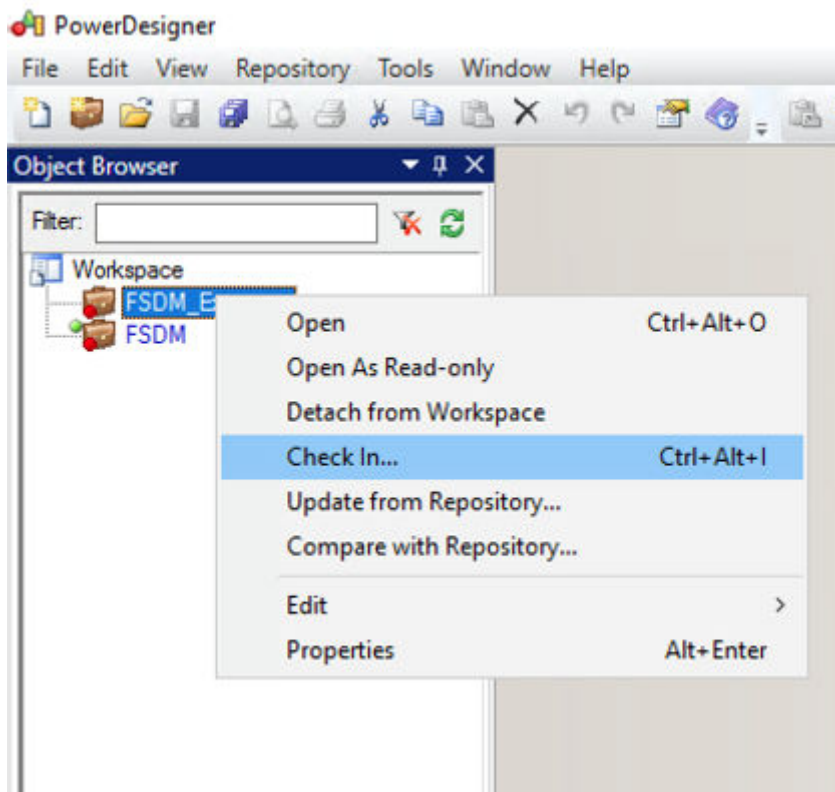 PowerDesigner
File Edit View Repository Tools Window Help
Object Browser
Filter:
Workspace
FSDM_E
FSDM
Open Ctrl+Alt+O
Open As Read-only
Detach from Workspace
Check In... Ctrl+Alt+I
Update from Repository...
Compare with Repository...
Edit
Properties Alt+Enter